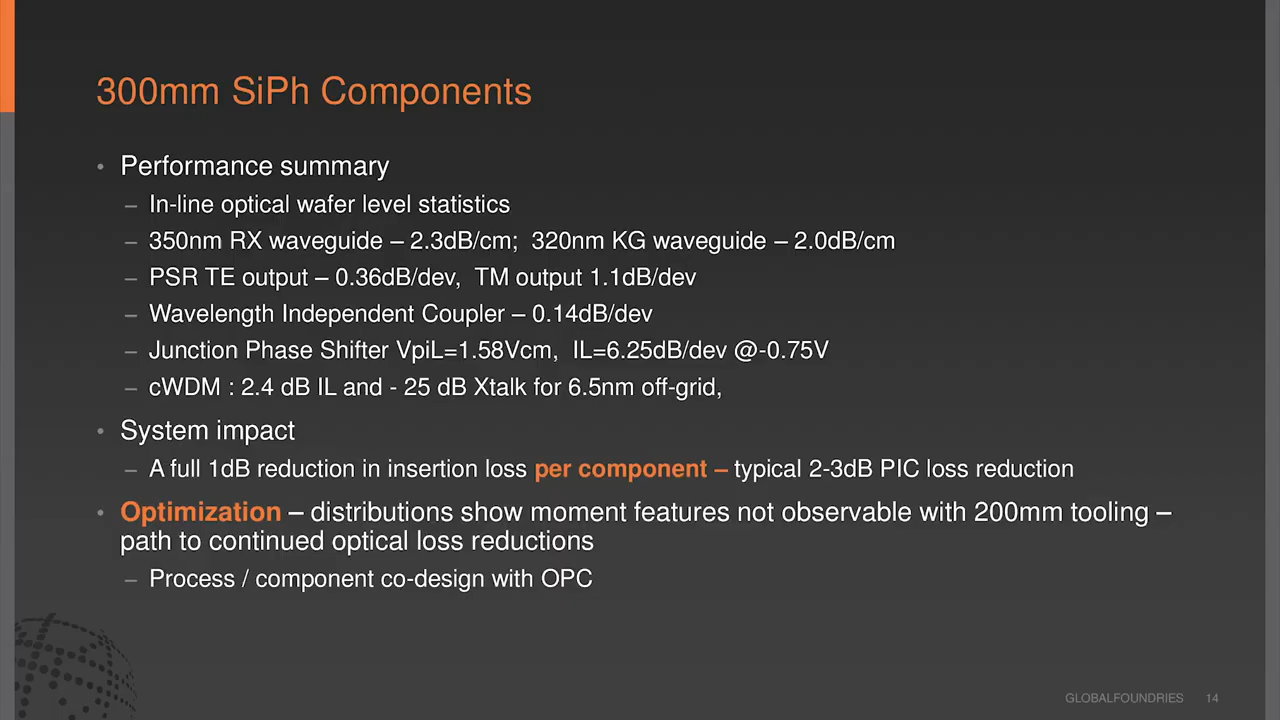 300mm SiPh Components
• Performance summary
– In-line optical wafer level statistics
– 350nm RX waveguide – 2.3dB/cm; 320nm KG waveguide – 2.0dB/cm
– PSR TE output – 0.36dB/dev, TM output 1.1dB/dev
– Wavelength Independent Coupler – 0.14dB/dev
– Junction Phase Shifter VpiL=1.58Vcm, IL=6.25dB/dev @-0.75V
– cWDM : 2.4 dB IL and - 25 dB Xtalk for 6.5nm off-grid,
• System impact
– A full 1dB reduction in insertion loss per component – typical 2-3dB PIC loss reduction
• Optimization – distributions show moment features not observable with 200mm tooling –
path to continued optical loss reductions
– Process / component co-design with OPC
GLOBALFOUNDRIES 14